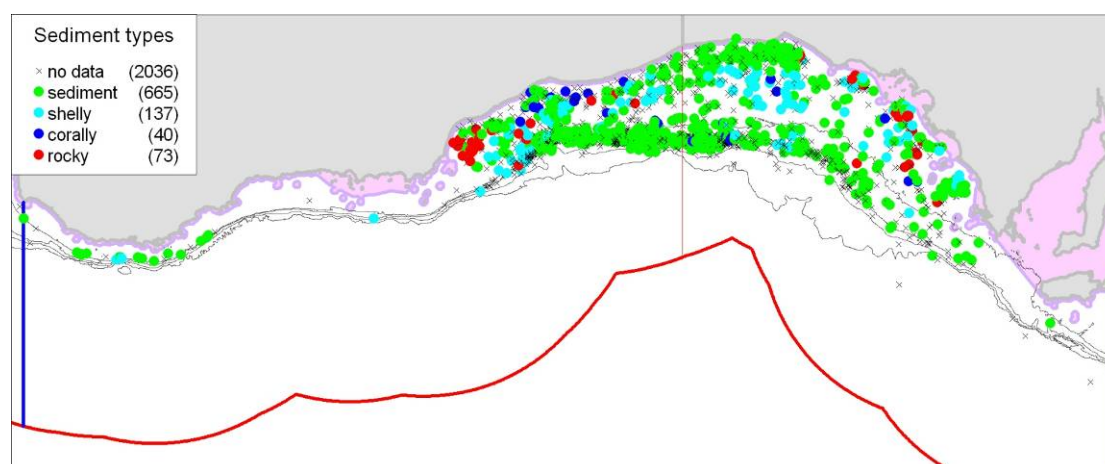 Sediment types
× no data (2036)
sediment (665)
shelly (137)
corally (40)
rocky (73)